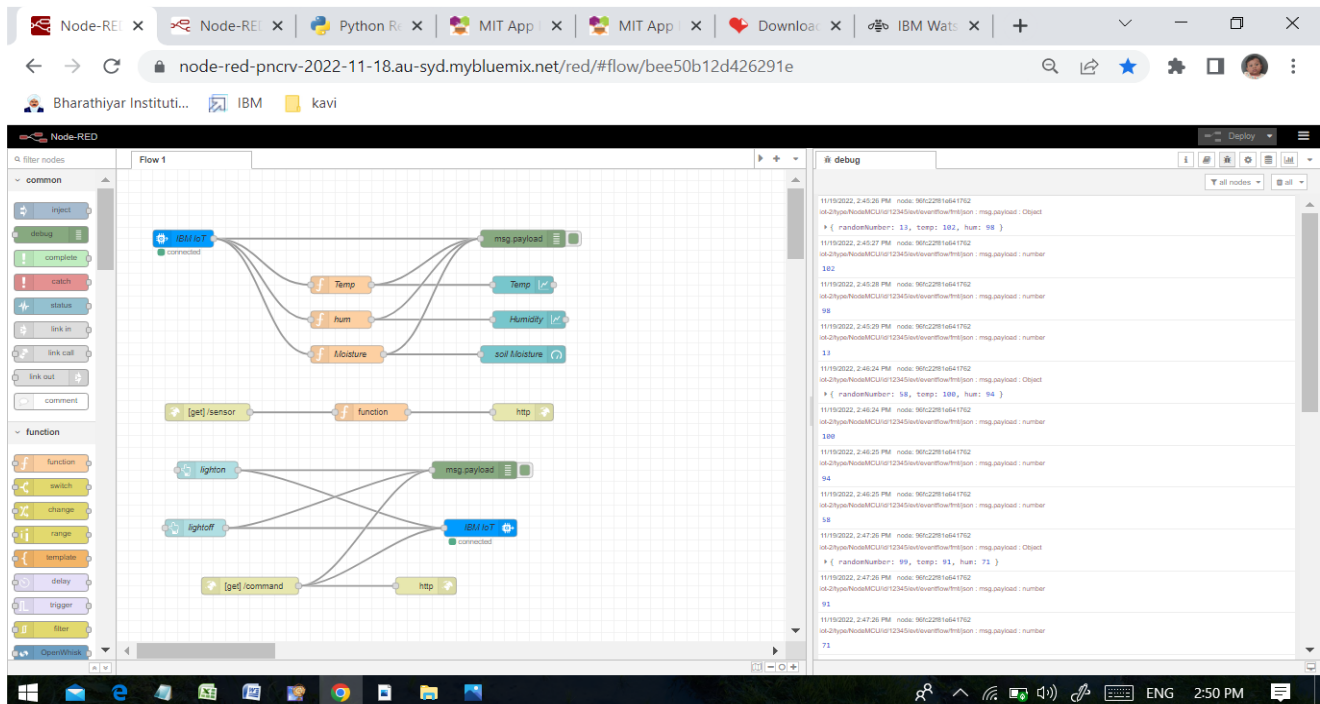 Node-RE
Node-REI
Python Re
MIT App
MIT App
Downloac
IBM Wats
node-red-pncrv-2022-11-18.au-syd.mybluemix.net/red/#flow/bee50b12d426291e
Bharathiyar Instituti...
IBM
kavi
Node-RED
Deploy
filter nodes
Flow 1
debug
all nodes
all
common
inject
debug
complete
catch
status
link in
link call
link out
comment
function
function
switch
change
range
template
delay
trigger
filter
OpenWhisk
IBM IoT
connected
msg.payload
Temp
Temp
hum
Humidity
Moisture
soil Moisture
[get] /sensor
function
http
lighton
msg.payload
lightoff
IBM IoT
connected
[get] /command
http
11/19/2022, 2:45:26 PM node: 96fc22f81e641762
iot-2/type/NodeMCU/id/12345/evt/eventflow/fmt/json : msg.payload : Object
{ randomNumber: 13, temp: 102, hum: 98 }
11/19/2022, 2:45:27 PM node: 96fc22f81e641762
iot-2/type/NodeMCU/id/12345/evt/eventflow/fmt/json : msg.payload : number
102
11/19/2022, 2:45:28 PM node: 96fc22f81e641762
iot-2/type/NodeMCU/id/12345/evt/eventflow/fmt/json : msg.payload : number
98
11/19/2022, 2:45:29 PM node: 96fc22f81e641762
iot-2/type/NodeMCU/id/12345/evt/eventflow/fmt/json : msg.payload : number
13
11/19/2022, 2:46:24 PM node: 96fc22f81e641762
iot-2/type/NodeMCU/id/12345/evt/eventflow/fmt/json : msg.payload : Object
{ randomNumber: 58, temp: 100, hum: 94 }
11/19/2022, 2:46:24 PM node: 96fc22f81e641762
iot-2/type/NodeMCU/id/12345/evt/eventflow/fmt/json : msg.payload : number
100
11/19/2022, 2:46:25 PM node: 96fc22f81e641762
iot-2/type/NodeMCU/id/12345/evt/eventflow/fmt/json : msg.payload : number
94
11/19/2022, 2:46:25 PM node: 96fc22f81e641762
iot-2/type/NodeMCU/id/12345/evt/eventflow/fmt/json : msg.payload : number
58
11/19/2022, 2:47:26 PM node: 96fc22f81e641762
iot-2/type/NodeMCU/id/12345/evt/eventflow/fmt/json : msg.payload : Object
{ randomNumber: 99, temp: 91, hum: 71 }
11/19/2022, 2:47:26 PM node: 96fc22f81e641762
iot-2/type/NodeMCU/id/12345/evt/eventflow/fmt/json : msg.payload : number
91
11/19/2022, 2:47:26 PM node: 96fc22f81e641762
iot-2/type/NodeMCU/id/12345/evt/eventflow/fmt/json : msg.payload : number
71
ENG
2:50 PM